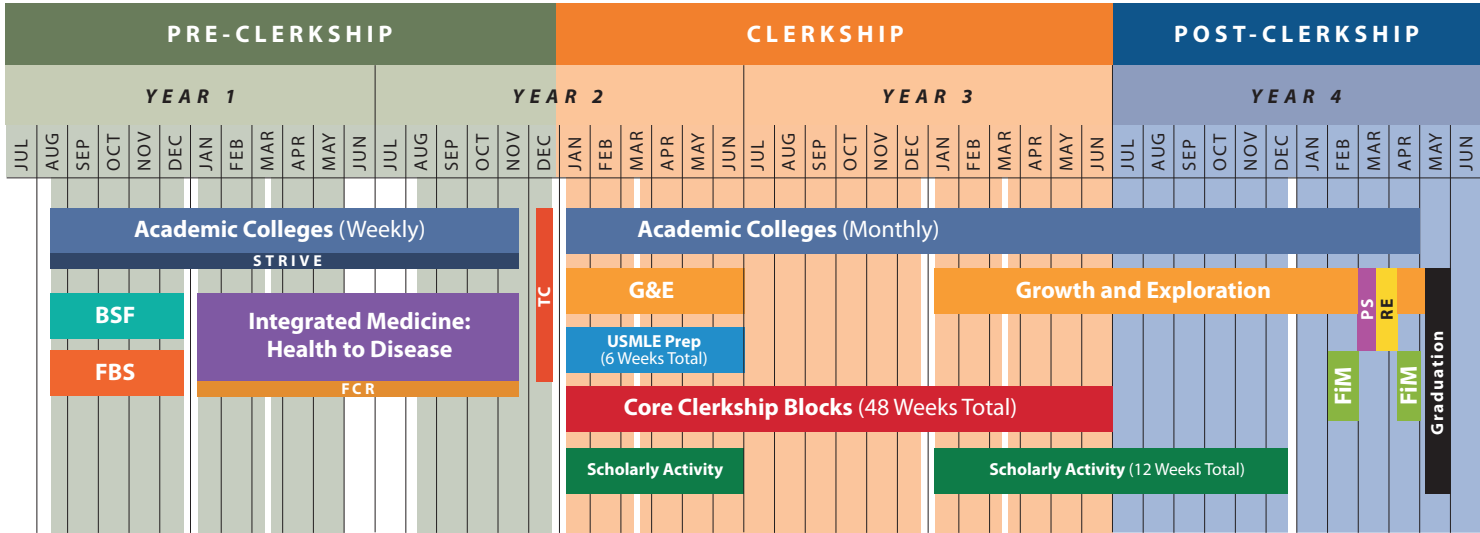 PRE-CLERKSHIP CLERKSHIP POST-CLERKSHIP
YEAR 1 YEAR 2 YEAR 3 YEAR 4
JUL AUG SEP OCT NOV DEC JAN FEB MAR APR MAY JUN JUL AUG SEP OCT NOV DEC JAN FEB MAR APR MAY JUN JUL AUG SEP OCT NOV DEC JAN FEB MAR APR MAY JUN JUL AUG SEP OCT NOV DEC JAN FEB MAR APR MAY JUN
Academic Colleges (Weekly)
STRIVE
TC
Academic Colleges (Monthly)
BSF
FBS
Integrated Medicine:
Health to Disease
FCR
G&E
Growth and Exploration
PS
RE
USMLE Prep
(6 Weeks Total)
FiM
FiM
Graduation
Core Clerkship Blocks (48 Weeks Total)
Scholarly Activity
Scholarly Activity (12 Weeks Total)